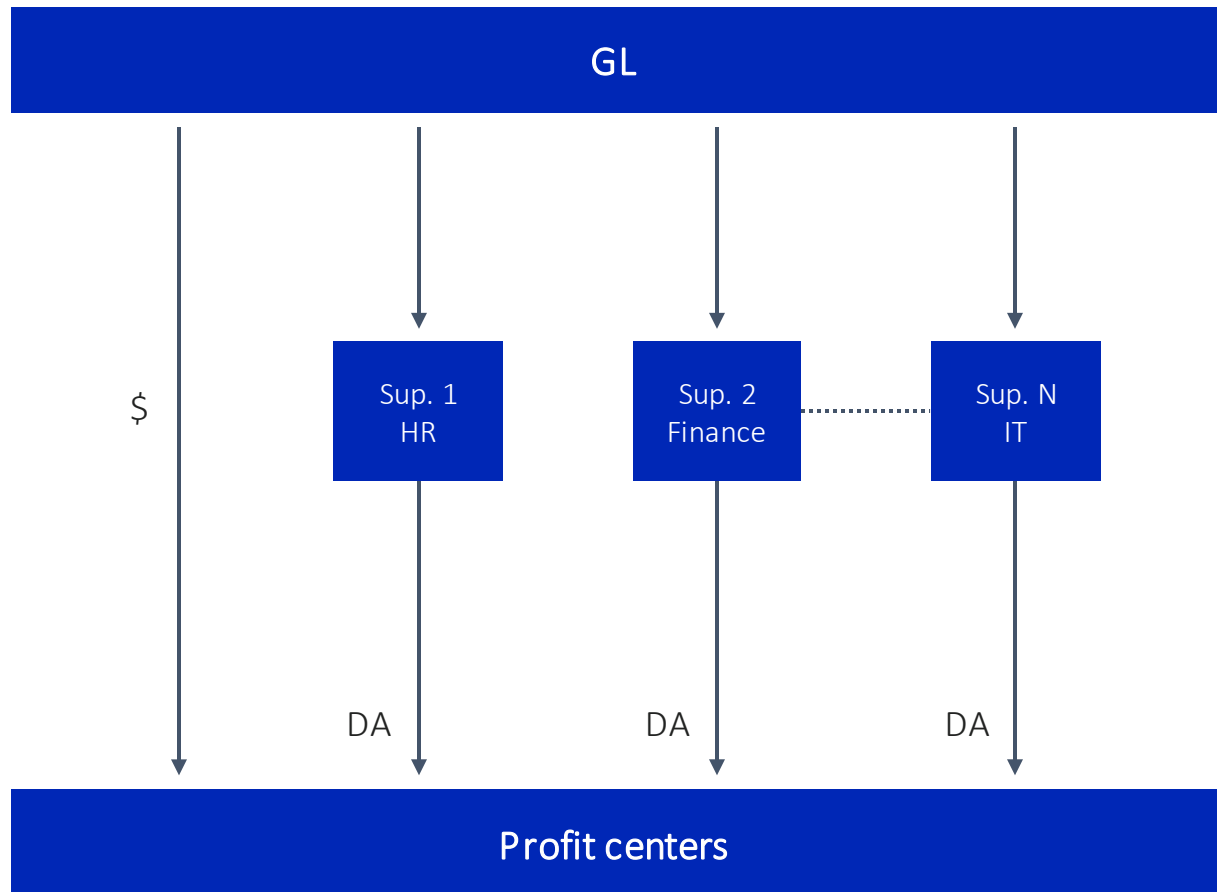 GL
$
Sup. 1
HR
Sup. 2
Finance
Sup. N
IT
DA
DA
DA
Profit centers